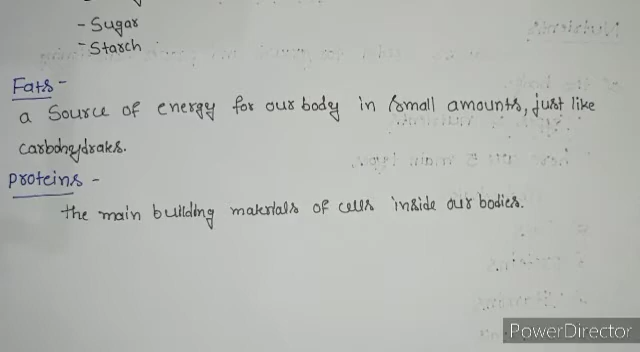 - Sugar
- Starch
Fats -
a Source of energy for our body in small amounts, just like
carbohydrates.
Proteins -
the main building materials of cells inside our bodies.
PowerDirector